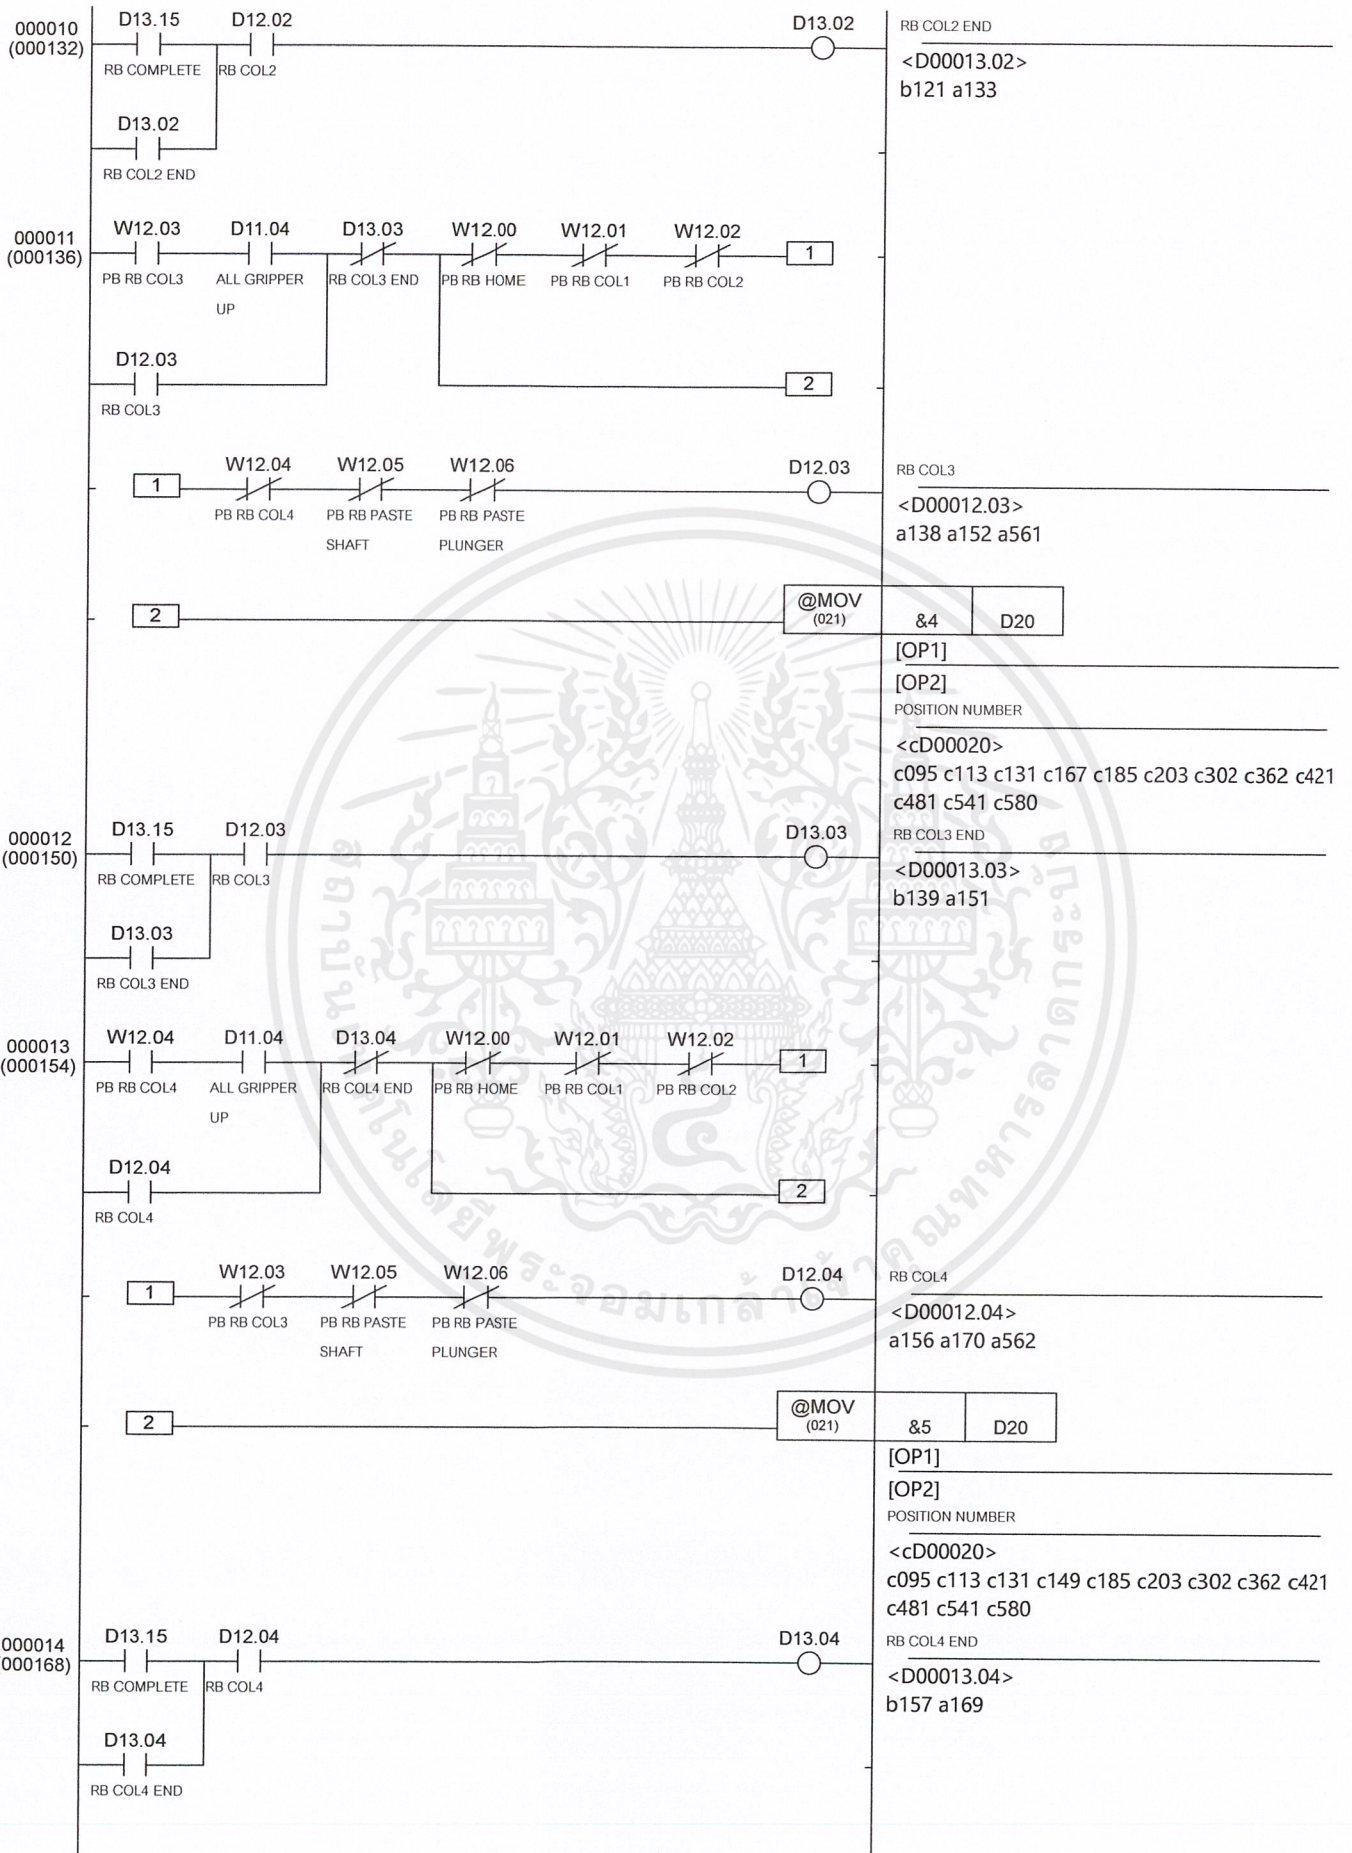 D13.15 D12.02 D13.02 RB COL2 END
000010
(000132)
RB COMPLETE RB COL2
<D00013.02>
b121 a133
D13.02
RB COL2 END
W12.03 D11.04 D13.03 W12.00 W12.01 W12.02
000011
(000136)
1
PB RB COL3 ALL GRIPPER UP RB COL3 END PB RB HOME PB RB COL1 PB RB COL2
D12.03
2
RB COL3
W12.04 W12.05 W12.06 D12.03 RB COL3
1
PB RB COL4 PB RB PASTE SHAFT PB RB PASTE PLUNGER
<D00012.03>
a138 a152 a561
2
@MOV
(021) &4 D20
[OP1]
[OP2]
POSITION NUMBER
<cD00020>
c095 c113 c131 c167 c185 c203 c302 c362 c421
c481 c541 c580
D13.15 D12.03 D13.03 RB COL3 END
000012
(000150)
RB COMPLETE RB COL3
<D00013.03>
b139 a151
D13.03
RB COL3 END
W12.04 D11.04 D13.04 W12.00 W12.01 W12.02
000013
(000154)
1
PB RB COL4 ALL GRIPPER UP RB COL4 END PB RB HOME PB RB COL1 PB RB COL2
D12.04
2
RB COL4
W12.03 W12.05 W12.06 D12.04 RB COL4
1
PB RB COL3 PB RB PASTE SHAFT PB RB PASTE PLUNGER
<D00012.04>
a156 a170 a562
2
@MOV
(021) &5 D20
[OP1]
[OP2]
POSITION NUMBER
<cD00020>
c095 c113 c131 c149 c185 c203 c302 c362 c421
c481 c541 c580
D13.15 D12.04 D13.04 RB COL4 END
000014
000168)
RB COMPLETE RB COL4
<D00013.04>
b157 a169
D13.04
RB COL4 END